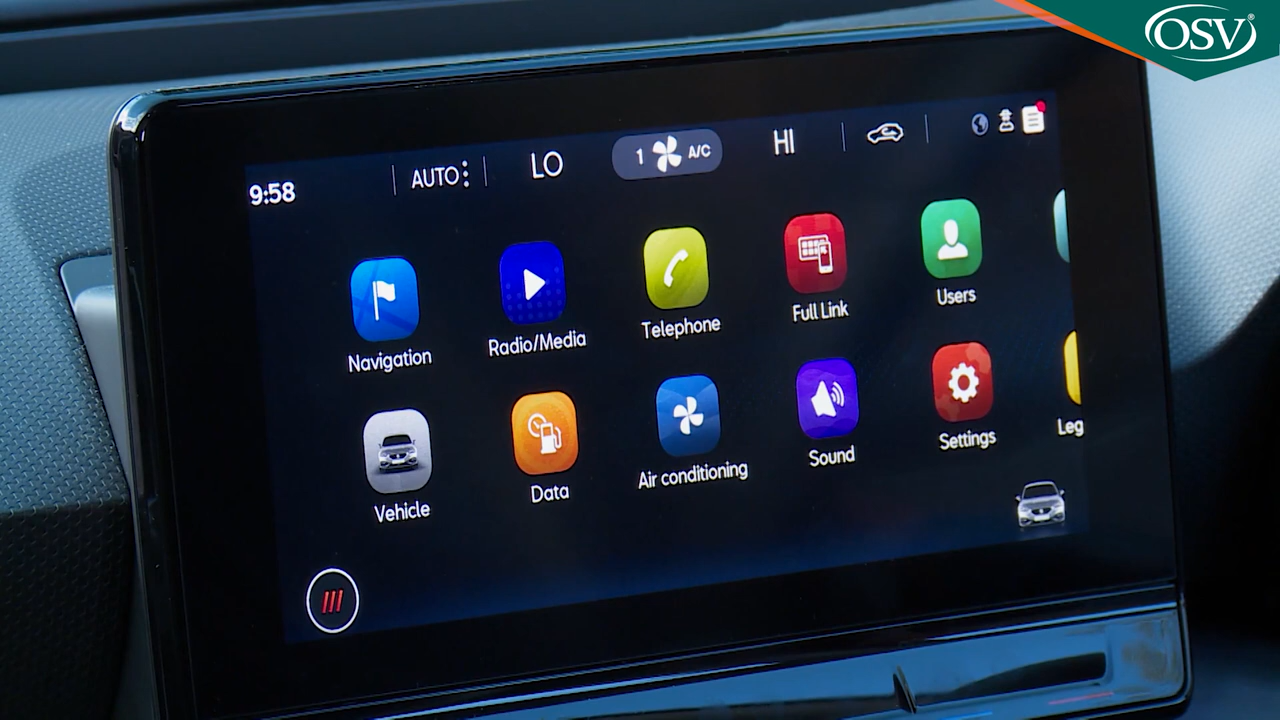 OSV®
9:58
AUTO
LO
1 A/C
HI
Navigation
Radio/Media
Telephone
Full Link
Users
Vehicle
Data
Air conditioning
Sound
Settings
Leg